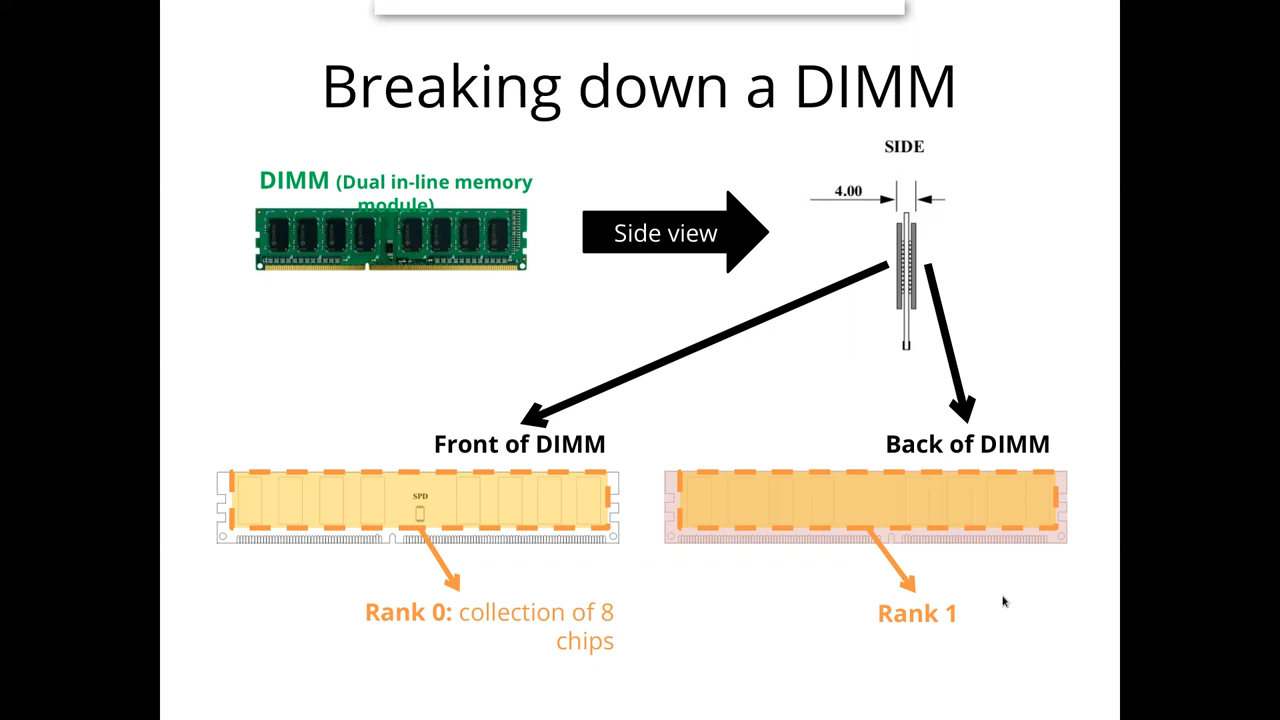 Breaking down a DIMM
SIDE
DIMM (Dual in-line memory
module)
4.00
Side view
Front of DIMM
Back of DIMM
SPD
Rank 0: collection of 8
chips
Rank 1